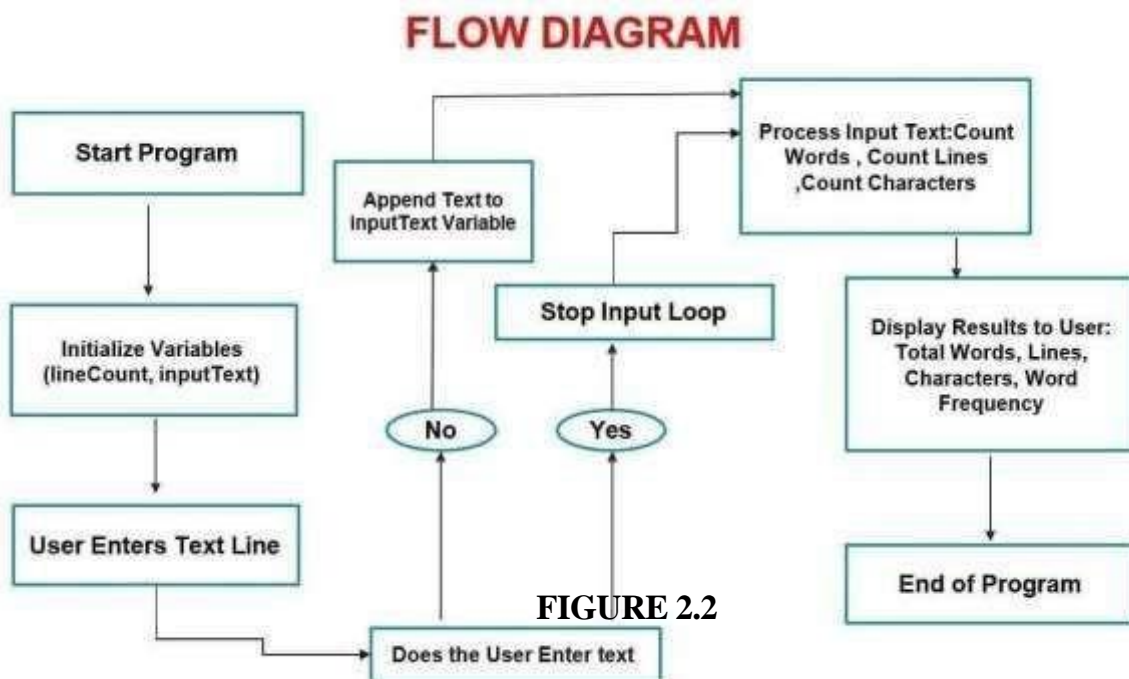 FLOW DIAGRAM
Start Program
Initialize Variables
(lineCount, inputText)
User Enters Text Line
Does the User Enter text
No
Append Text to
inputText Variable
Yes
Stop Input Loop
Process Input Text:Count
Words , Count Lines
,Count Characters
Display Results to User:
Total Words, Lines,
Characters, Word
Frequency
End of Program
FIGURE 2.2